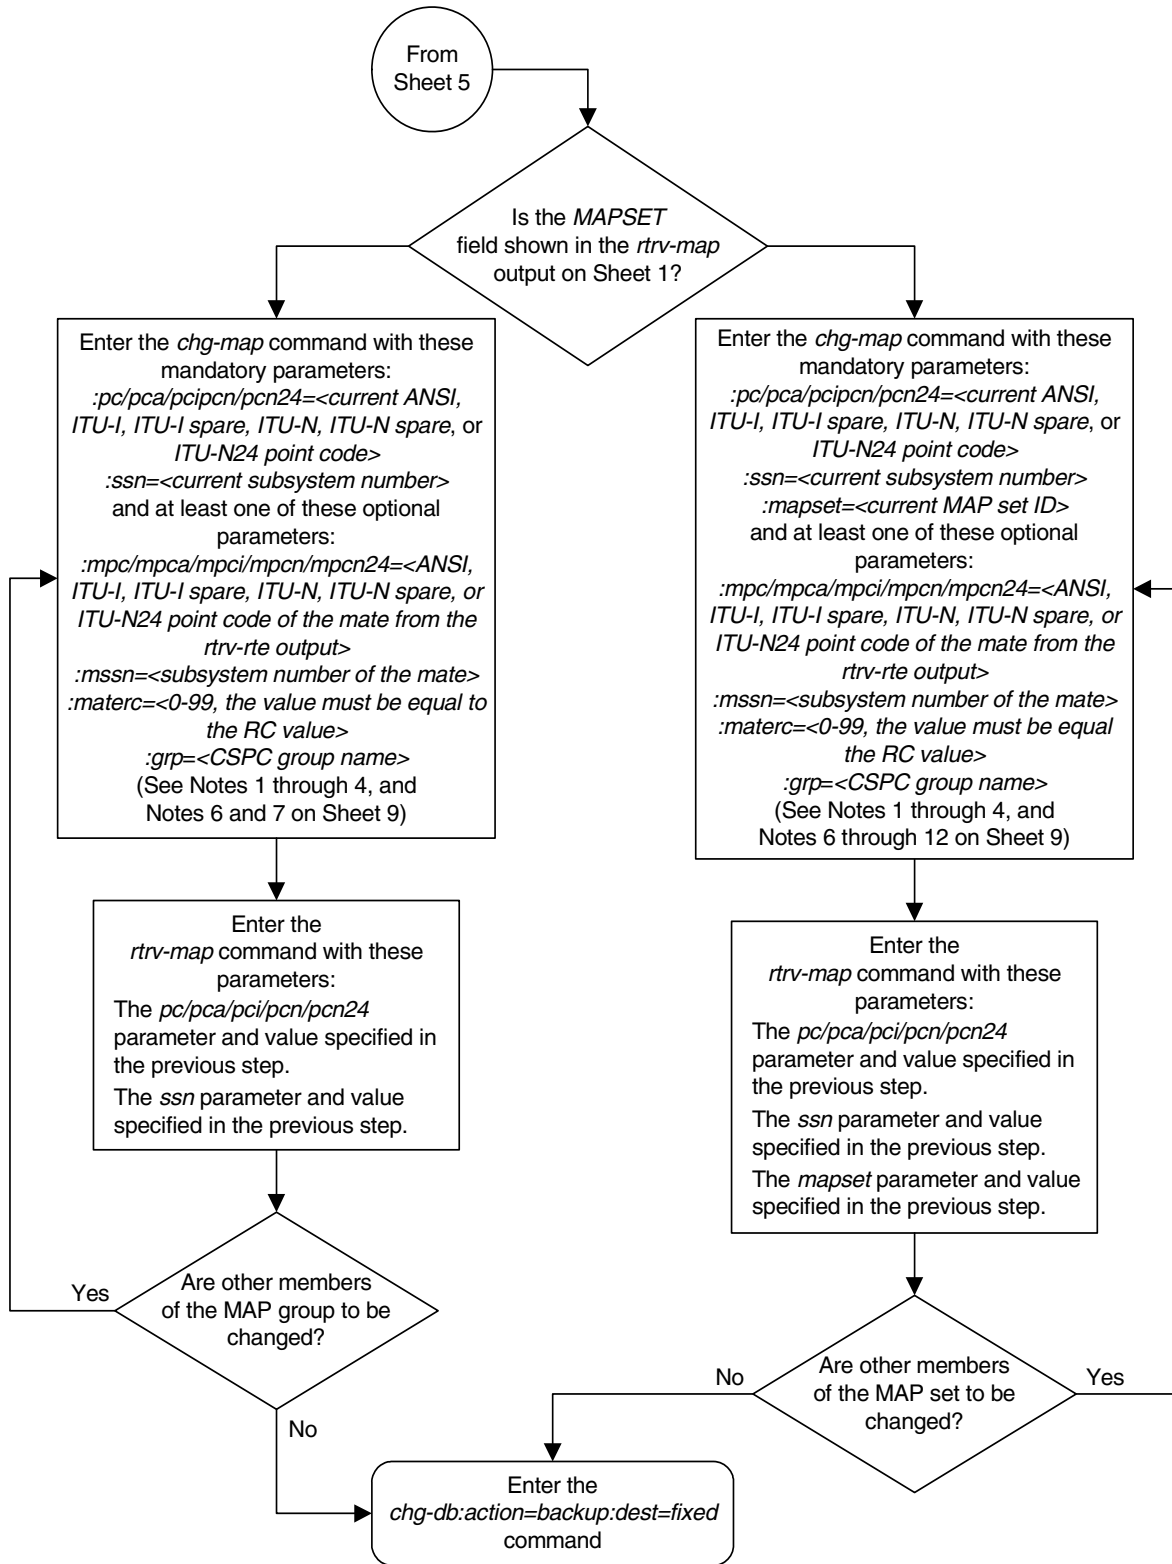 From
Sheet 5
Is the MAPSET
field shown in the rtrv-map
output on Sheet 1?
Enter the chg-map command with these
mandatory parameters:
:pc/pca/pcipcn/pcn24=<current ANSI,
ITU-I, ITU-I spare, ITU-N, ITU-N spare, or
ITU-N24 point code>
:ssn=<current subsystem number>
and at least one of these optional
parameters:
:mpc/mpca/mpci/mpcn/mpcn24=<ANSI,
ITU-I, ITU-I spare, ITU-N, ITU-N spare, or
ITU-N24 point code of the mate from the
rtrv-rte output>
:mssn=<subsystem number of the mate>
:materc=<0-99, the value must be equal to
the RC value>
:grp=<CSPC group name>
(See Notes 1 through 4, and
Notes 6 and 7 on Sheet 9)
Enter the
rtrv-map command with these
parameters:
The pc/pca/pci/pcn/pcn24
parameter and value specified in
the previous step.
The ssn parameter and value
specified in the previous step.
Yes
Are other members
of the MAP group to be
changed?
No
Enter the chg-map command with these
mandatory parameters:
:pc/pca/pcipcn/pcn24=<current ANSI,
ITU-I, ITU-I spare, ITU-N, ITU-N spare, or
ITU-N24 point code>
:ssn=<current subsystem number>
:mapset=<current MAP set ID>
and at least one of these optional
parameters:
:mpc/mpca/mpci/mpcn/mpcn24=<ANSI,
ITU-I, ITU-I spare, ITU-N, ITU-N spare, or
ITU-N24 point code of the mate from the
rtrv-rte output>
:mssn=<subsystem number of the mate>
:materc=<0-99, the value must be equal
the RC value>
:grp=<CSPC group name>
(See Notes 1 through 4, and
Notes 6 through 12 on Sheet 9)
Enter the
rtrv-map command with these
parameters:
The pc/pca/pci/pcn/pcn24
parameter and value specified in
the previous step.
The ssn parameter and value
specified in the previous step.
The mapset parameter and value
specified in the previous step.
No
Are other members
of the MAP set to be
changed?
Yes
Enter the
chg-db:action=backup:dest=fixed
command